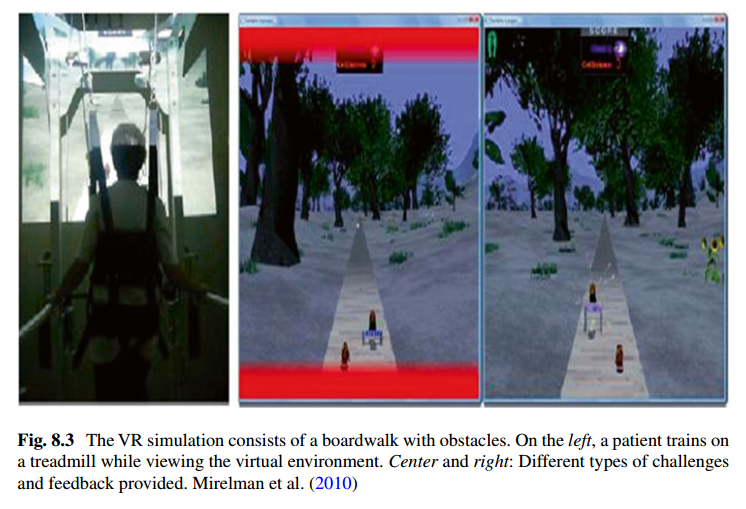 SCORE
Fig. 8.3 The VR simulation consists of a boardwalk with obstacles. On the left, a patient trains on
a treadmill while viewing the virtual environment. Center and right: Different types of challenges
and feedback provided. Mirelman et al. (2010)